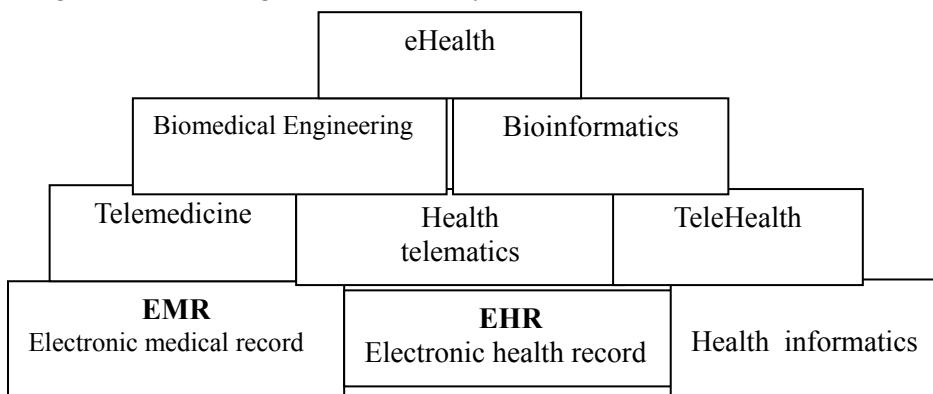 eHealth
Biomedical Engineering
Bioinformatics
Telemedicine
Health
telematics
TeleHealth
EMR
Electronic medical record
EHR
Electronic health record
Health informatics